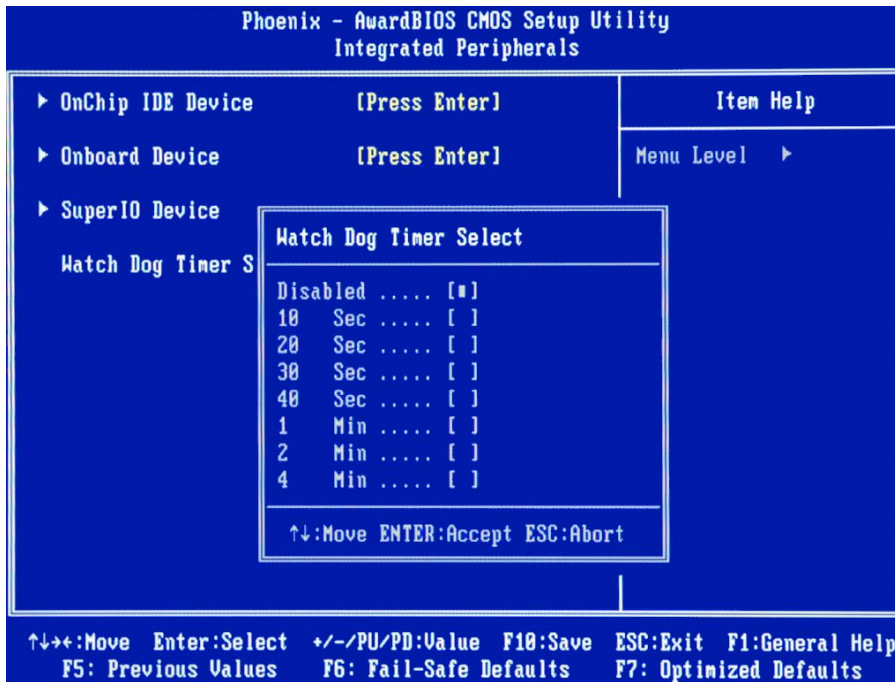 Phoenix - AwardBIOS CMOS Setup Utility
Integrated Peripherals
▶ OnChip IDE Device [Press Enter]
▶ Onboard Device [Press Enter]
▶ SuperIO Device
Watch Dog Timer S
Item Help
Menu Level ▶
Watch Dog Timer Select
Disabled ..... [■]
10 Sec ..... [ ]
20 Sec ..... [ ]
30 Sec ..... [ ]
40 Sec ..... [ ]
1 Min ..... [ ]
2 Min ..... [ ]
4 Min ..... [ ]
↑↓:Move ENTER:Accept ESC:Abort
↑↓→←:Move Enter:Select +/-/PU/PD:Value F10:Save ESC:Exit F1:General Help
F5: Previous Values F6: Fail-Safe Defaults F7: Optimized Defaults